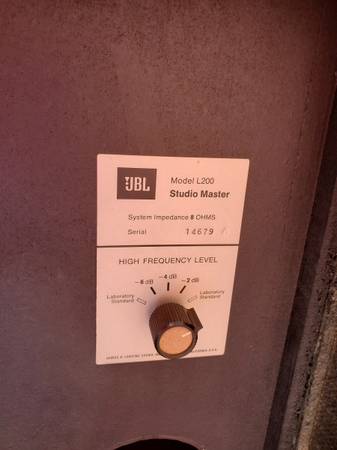 JBL Model L200
Studio Master
System Impedance 8 OHMS
Serial 14679
HIGH FREQUENCY LEVEL
-6 dB -4 dB -2 dB
Laboratory Standard Laboratory Standard